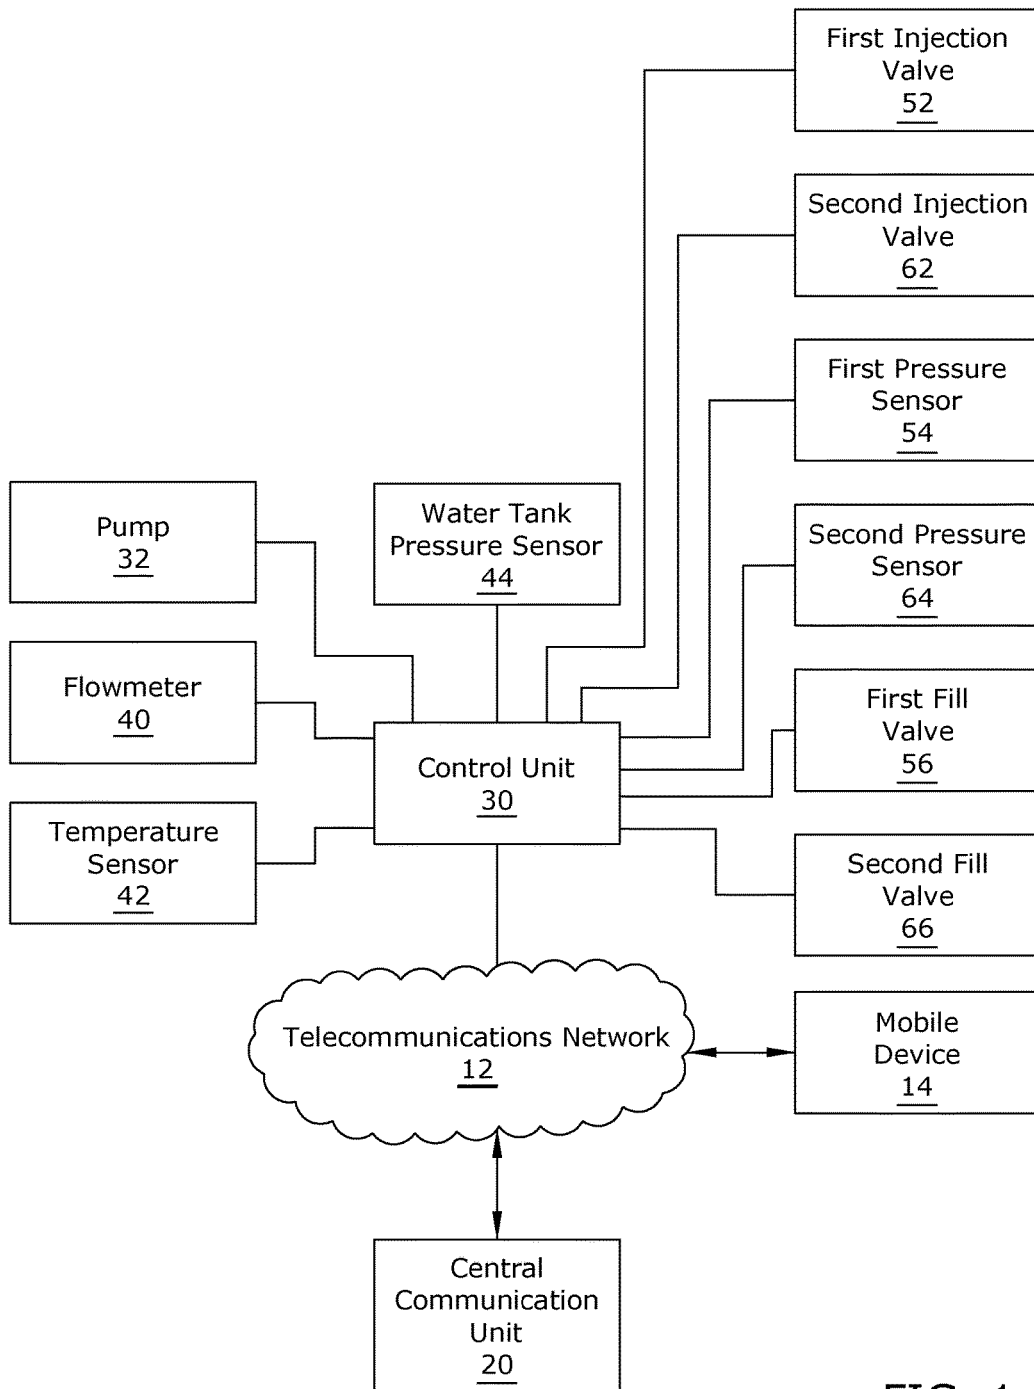 First Injection
Valve
52
Second Injection
Valve
62
First Pressure
Sensor
54
Second Pressure
Sensor
64
First Fill
Valve
56
Second Fill
Valve
66
Pump
32
Flowmeter
40
Temperature
Sensor
42
Water Tank
Pressure Sensor
44
Control Unit
30
Telecommunications Network
12
Mobile
Device
14
Central
Communication
Unit
20